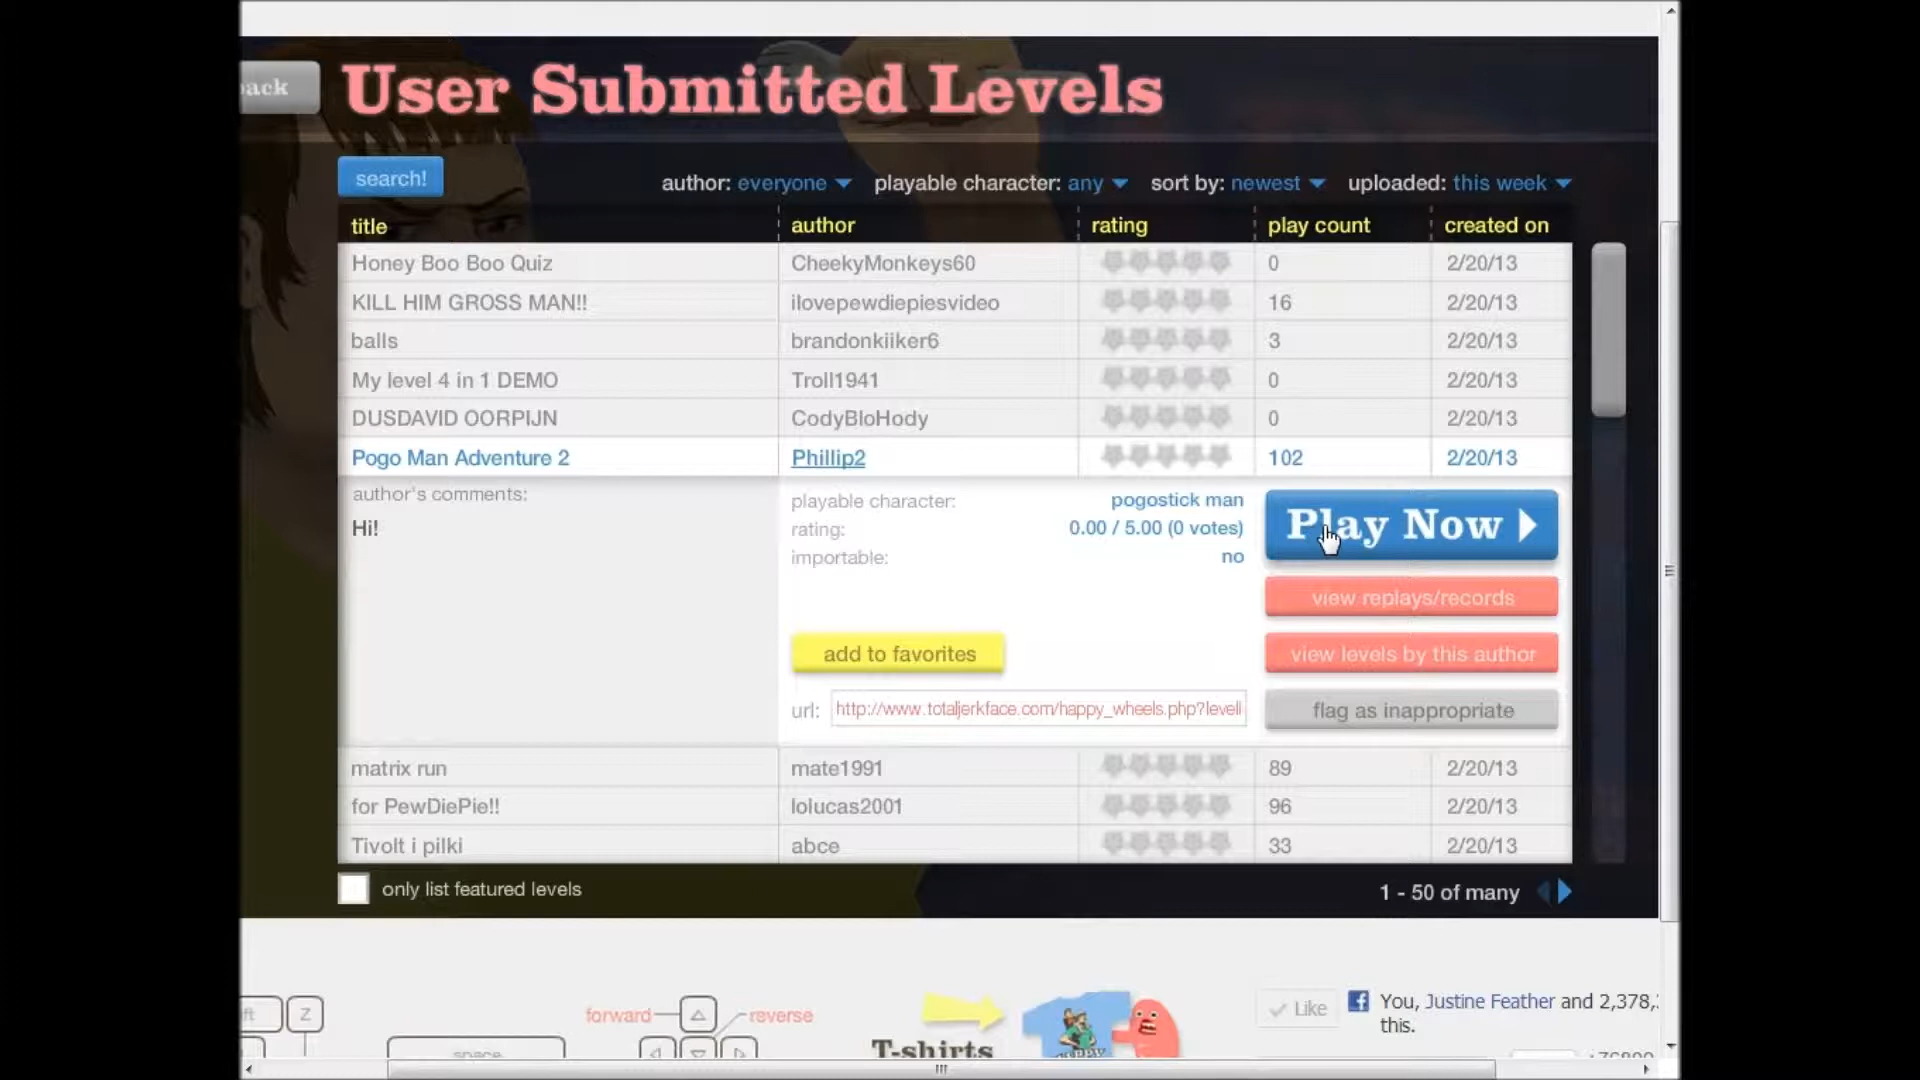 back
User Submitted Levels
search!
author: everyone playable character: any sort by: newest uploaded: this week
title author rating play count created on
Honey Boo Boo Quiz CheekyMonkeys60 0 2/20/13
KILL HIM GROSS MAN!! ilovepewdiepiesvideo 16 2/20/13
balls brandonkiiker6 3 2/20/13
My level 4 in 1 DEMO Troll1941 0 2/20/13
DUSDAVID OORPIJN CodyBloHody 0 2/20/13
Pogo Man Adventure 2 Phillip2 102 2/20/13
author's comments:
Hi!
playable character: pogostick man
rating: 0.00 / 5.00 (0 votes)
importable: no
Play Now
view replays/records
add to favorites
view levels by this author
url: http://www.totaljerkface.com/happy_wheels.php?levelI
flag as inappropriate
matrix run mate1991 89 2/20/13
for PewDiePie!! lolucas2001 96 2/20/13
Tivolt i pilki abce 33 2/20/13
only list featured levels
1 - 50 of many
Z
forward
reverse
space
T-shirts
Like
You, Justine Feather and 2,378,
this.